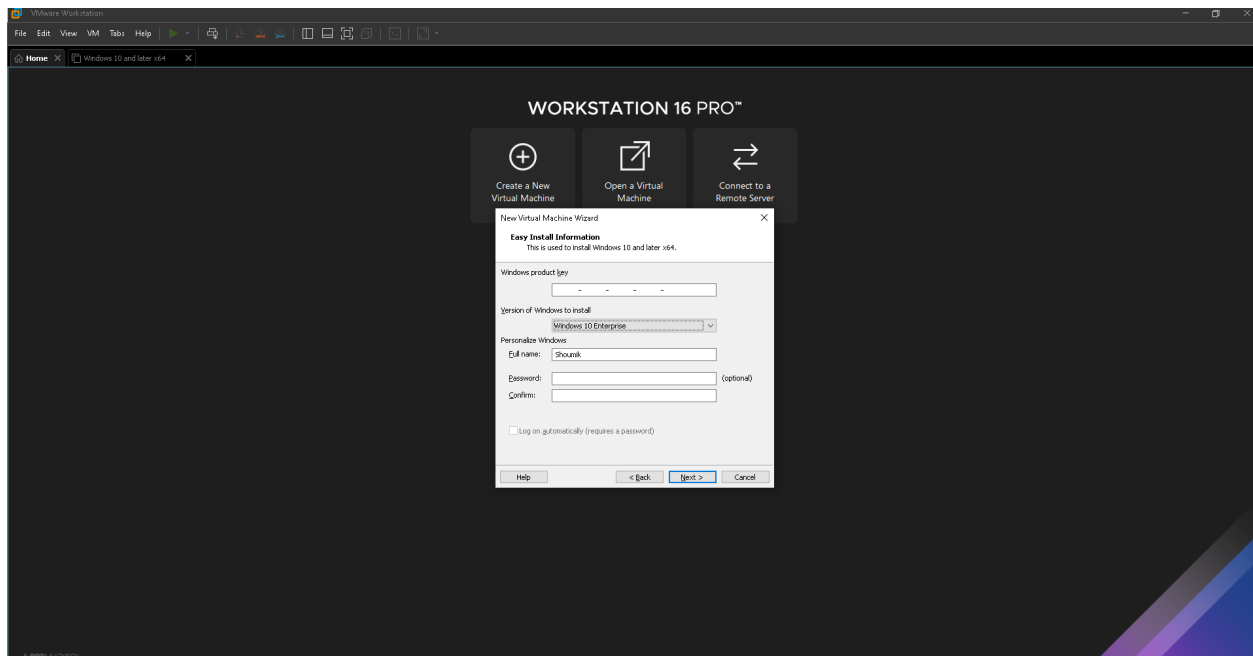 VMware Workstation
File Edit View VM Tabs Help
Home Windows 10 and later x64
WORKSTATION 16 PRO™
Create a New Virtual Machine
Open a Virtual Machine
Connect to a Remote Server
New Virtual Machine Wizard
Easy Install Information
This is used to install Windows 10 and later x64.
Windows product key
- - - -
Version of Windows to install
Windows 10 Enterprise
Personalize Windows
Full name: Shoumik
Password: (optional)
Confirm:
Log on automatically (requires a password)
Help < Back Next > Cancel